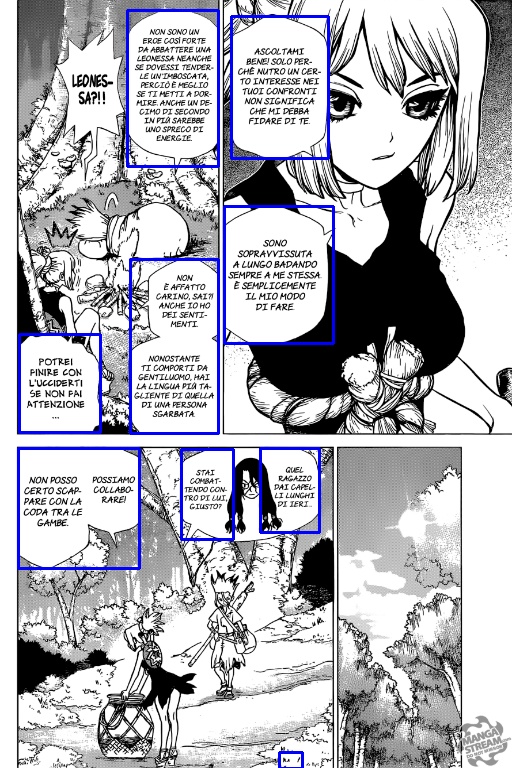 ASCOLTAMI
BENE! SOLO PER-
CHÉ NUTRO UN CER-
TO INTERESSE NEI
TUOI CONFRONTI
NON SIGNIFICA
CHE MI DEBBA
FIDARE DI TE.
SONO
SOPRAVVISSUTA
A LUNGO BADANDO
SEMPRE A ME STESSA.
È SEMPLICEMENTE
IL MIO MODO
DI FARE.
NON SONO UN
EROE COSÌ FORTE
DA ABBATTERE UNA
LEONESSA NEANCHE
SE DOVESSI TENDER-
LE UN'IMBOSCATA,
PERCIÒ È MEGLIO
SE TI METTI A DOR-
MIRE. ANCHE UN DE-
CIMO DI SECONDO
IN PIÙ SAREBBE
UNO SPRECO DI
ENERGIE.
LEONES-
SA?!!
NON
È AFFATTO
CARINO, SAI?!
ANCHE IO HO
DEI SENTI-
MENTI.
NONOSTANTE
TI COMPORTI DA
GENTILUOMO, HAI
LA LINGUA PIÙ TA-
GLIENTE DI QUELLA
DI UNA PERSONA
SGARBATA.
POTREI
FINIRE CON
L'UCCIDERTI
SE NON FAI
ATTENZIONE
...
QUEL
RAGAZZO
DAI CAPEL-
LI LUNGHI
DI IERI...
STAI
COMBAT-
TENDO CON-
TRO DI LUI,
GIUSTO?
POSSIAMO
COLLABO-
RARE!
NON POSSO
CERTO SCAP-
PARE CON LA
CODA TRA LE
GAMBE.
MANGA
STREAM